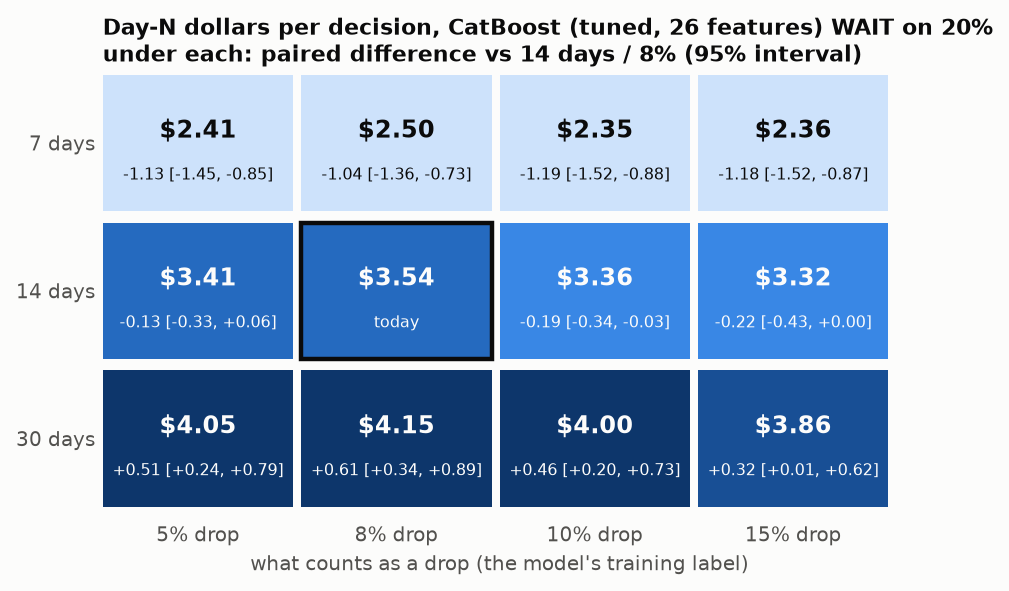 Day-N dollars per decision, CatBoost (tuned, 26 features) WAIT on 20%
under each: paired difference vs 14 days / 8% (95% interval)
7 days
$2.41
-1.13 [-1.45, -0.85]
$2.50
-1.04 [-1.36, -0.73]
$2.35
-1.19 [-1.52, -0.88]
$2.36
-1.18 [-1.52, -0.87]
14 days
$3.41
-0.13 [-0.33, +0.06]
$3.54
today
$3.36
-0.19 [-0.34, -0.03]
$3.32
-0.22 [-0.43, +0.00]
30 days
$4.05
+0.51 [+0.24, +0.79]
$4.15
+0.61 [+0.34, +0.89]
$4.00
+0.46 [+0.20, +0.73]
$3.86
+0.32 [+0.01, +0.62]
5% drop
8% drop
10% drop
15% drop
what counts as a drop (the model's training label)